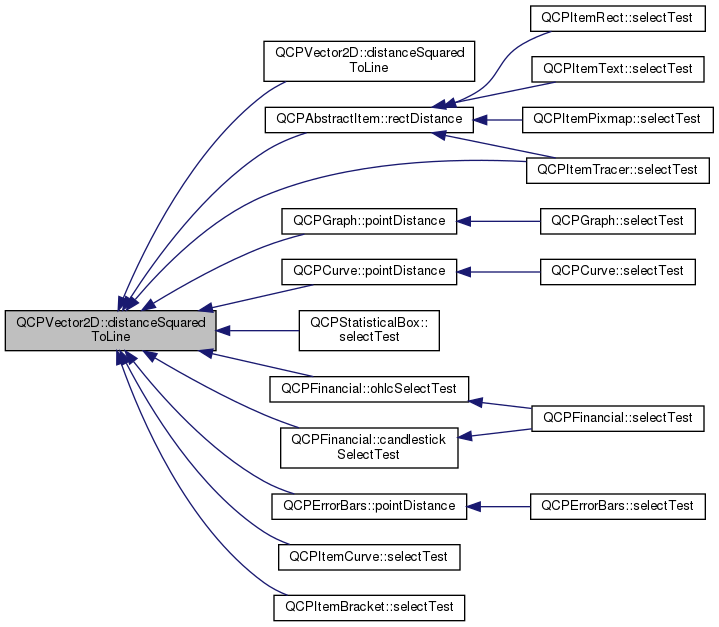 QCPItemRect::selectTest
QCPVector2D::distanceSquared
ToLine
QCPItemText::selectTest
QCPAbstractItem::rectDistance
QCPItemPixmap::selectTest
QCPItemTracer::selectTest
QCPGraph::pointDistance
QCPGraph::selectTest
QCPCurve::pointDistance
QCPCurve::selectTest
QCPVector2D::distanceSquared
ToLine
QCPStatisticalBox::
selectTest
QCPFinancial::ohlcSelectTest
QCPFinancial::selectTest
QCPFinancial::candlestick
SelectTest
QCPErrorBars::pointDistance
QCPErrorBars::selectTest
QCPItemCurve::selectTest
QCPItemBracket::selectTest